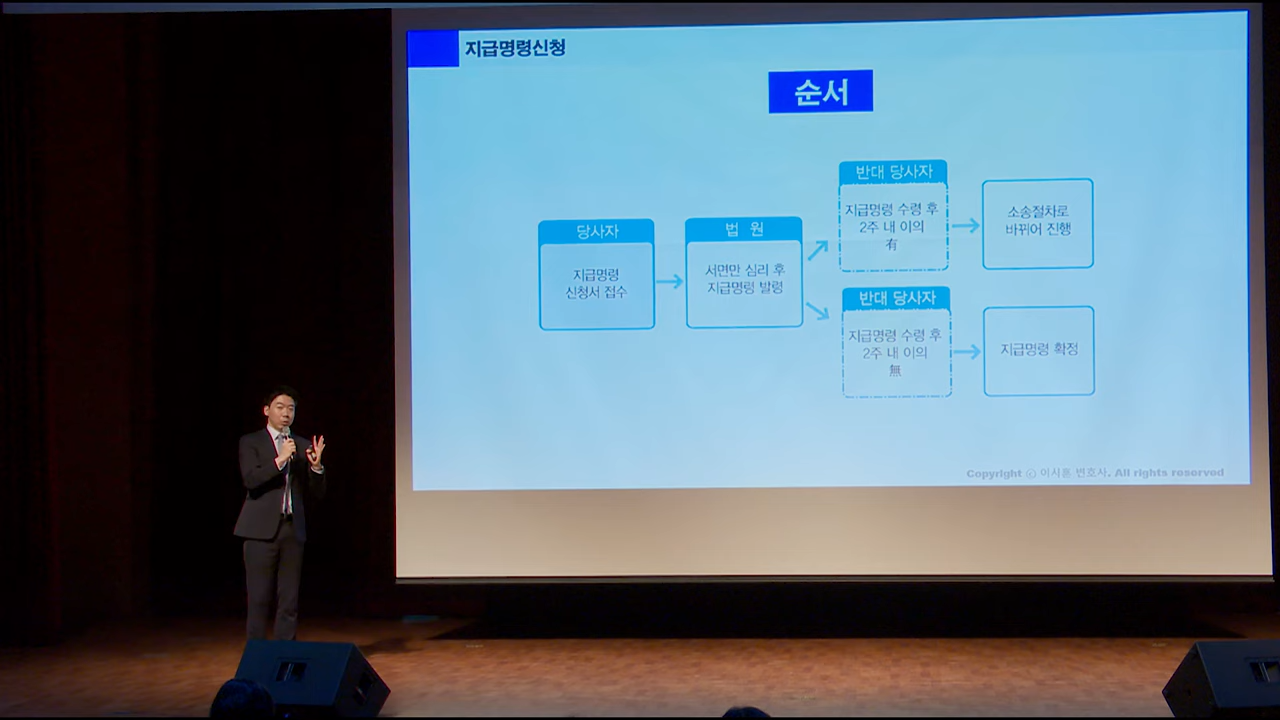 지급명령신청
순서
당사자
지급명령
신청서 접수
법 원
서면만 심리 후
지급명령 발령
반대 당사자
지급명령 수령 후
2주 내 이의
有
소송절차로
바뀌어 진행
반대 당사자
지급명령 수령 후
2주 내 이의
無
지급명령 확정
Copyright ⓒ 이시훈 변호사. All rights reserved